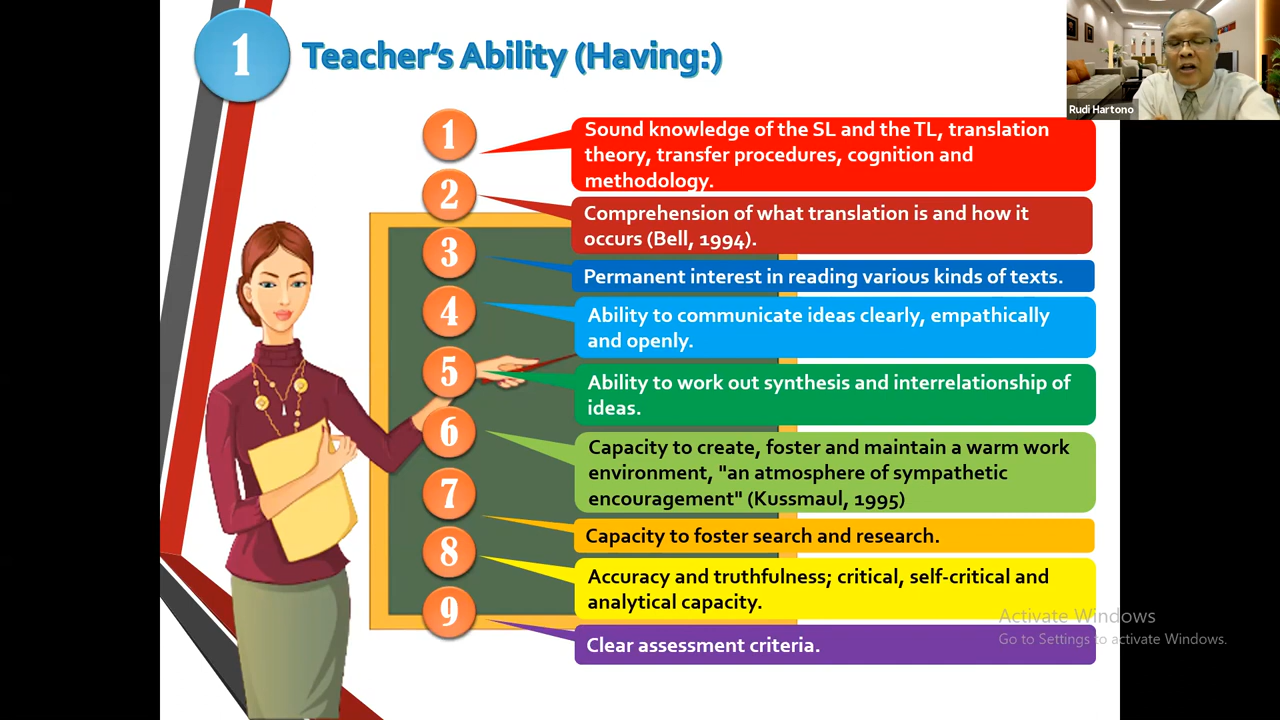 1
Teacher's Ability (Having:)
Rudi Hartono
1
Sound knowledge of the SL and the TL, translation
theory, transfer procedures, cognition and
methodology.
2
Comprehension of what translation is and how it
occurs (Bell, 1994).
3
Permanent interest in reading various kinds of texts.
4
Ability to communicate ideas clearly, empathically
and openly.
5
Ability to work out synthesis and interrelationship of
ideas.
6
Capacity to create, foster and maintain a warm work
environment, "an atmosphere of sympathetic
encouragement" (Kussmaul, 1995)
7
Capacity to foster search and research.
8
Accuracy and truthfulness; critical, self-critical and
analytical capacity.
9
Clear assessment criteria.
Activate Windows
Go to Settings to activate Windows.